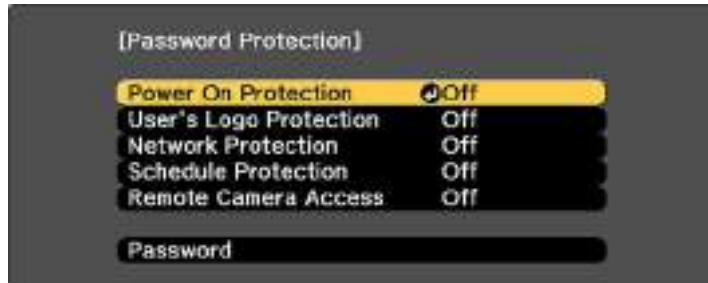 [Password Protection]
Power On Protection Off
User's Logo Protection Off
Network Protection Off
Schedule Protection Off
Remote Camera Access Off
Password